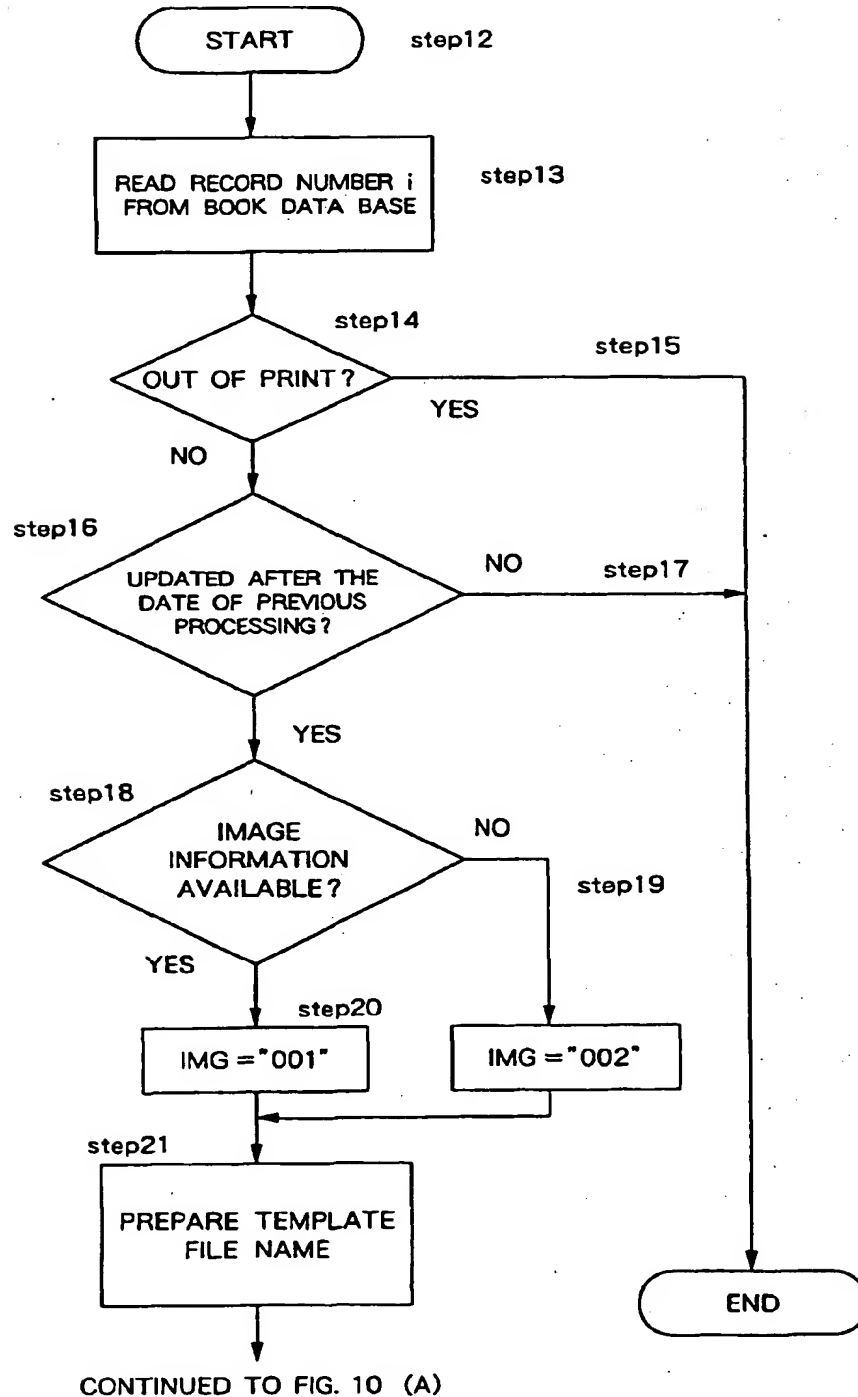 START
step12
READ RECORD NUMBER i
FROM BOOK DATA BASE
step13
step14
step15
OUT OF PRINT?
YES
NO
step16
UPDATED AFTER THE
DATE OF PREVIOUS
PROCESSING?
NO
step17
YES
step18
IMAGE
INFORMATION
AVAILABLE?
NO
step19
YES
step20
IMG="001"
IMG="002"
step21
PREPARE TEMPLATE
FILE NAME
END
CONTINUED TO FIG. 10 (A)